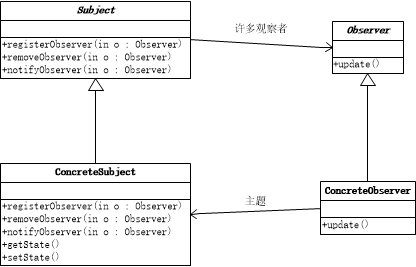 Subject
+registerObserver(in o : Observer)
+removeObserver(in o : Observer)
+notifyObserver(in o : Observer)
许多观察者
Observer
+update()
ConcreteSubject
+registerObserver(in o : Observer)
+removeObserver(in o : Observer)
+notifyObserver(in o : Observer)
+getState()
+setState()
主题
ConcreteObserver
+update()